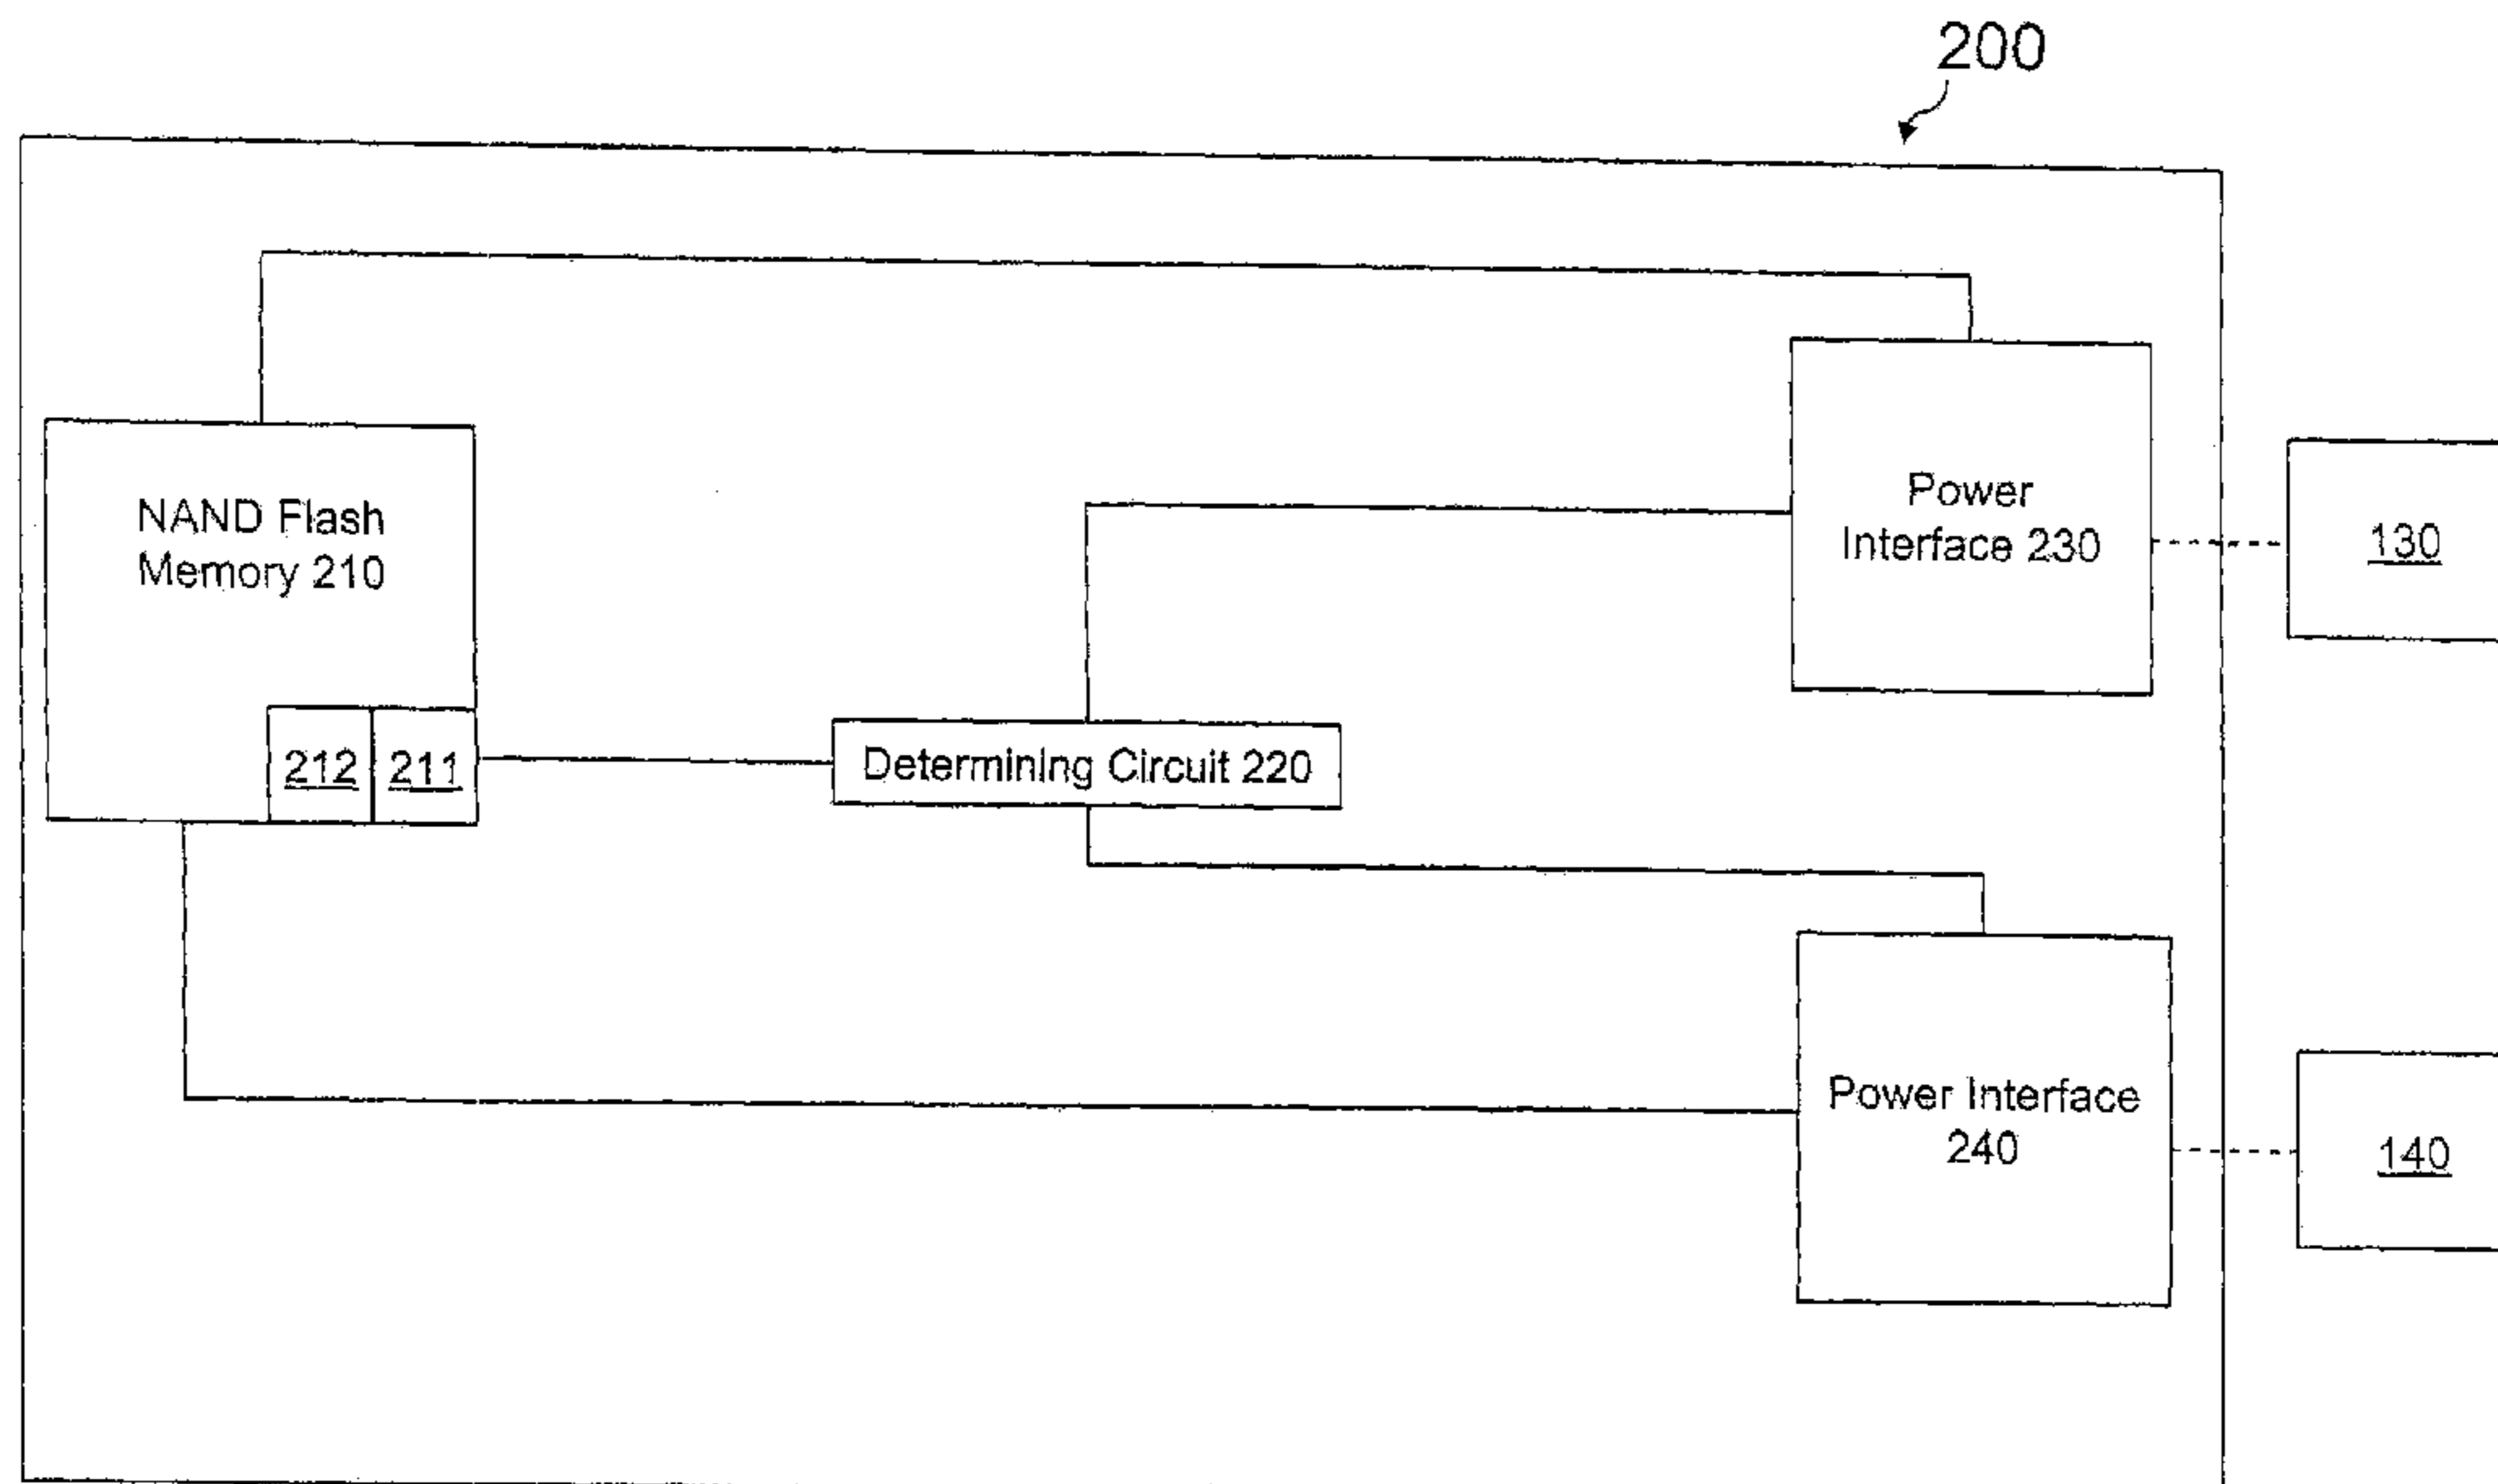 200
NAND Flash
Memory 210
212
211
Determining Circuit 220
Power
Interface 230
130
Power Interface
240
140